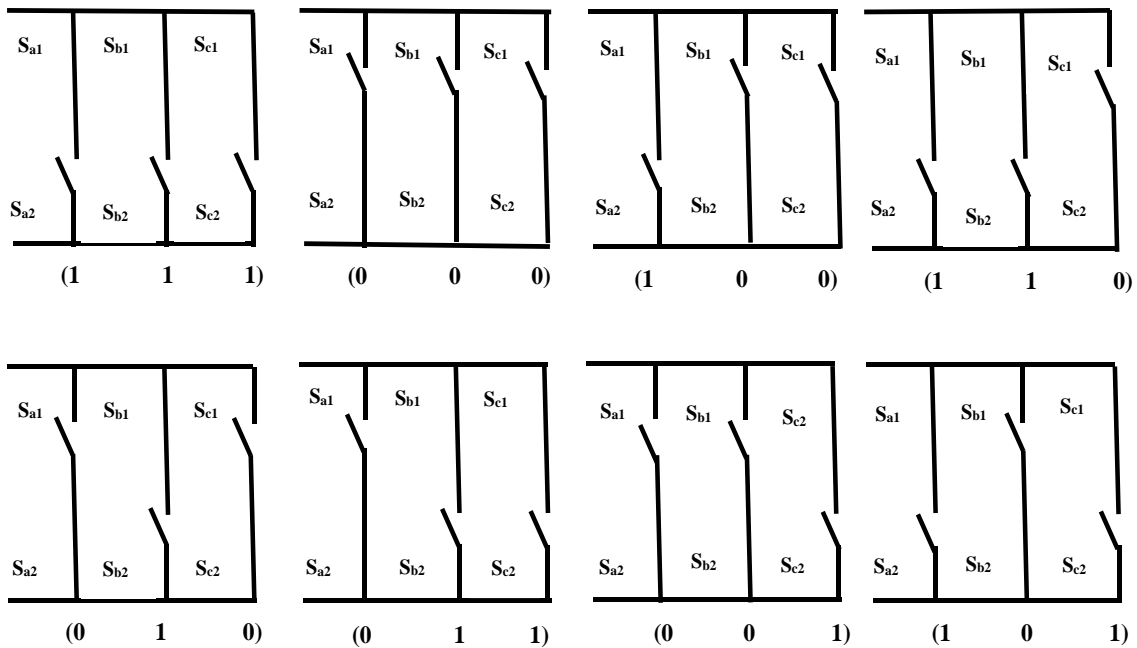 Sa1 Sb1 Sc1 Sa1 Sb1 Sc1 Sa1 Sb1 Sc1 Sa1 Sb1 Sc1
Sa2 Sb2 Sc2 Sa2 Sb2 Sc2 Sa2 Sb2 Sc2 Sa2 Sb2 Sc2
(1 1 1) (0 0 0) (1 0 0) (1 1 0)
Sa1 Sb1 Sc1 Sa1 Sb1 Sc1 Sa1 Sb1 Sc2 Sa1 Sb1 Sc1
Sa2 Sb2 Sc2 Sa2 Sb2 Sc2 Sa2 Sb2 Sc2 Sa2 Sb2 Sc2
(0 1 0) (0 1 1) (0 0 1) (1 0 1)